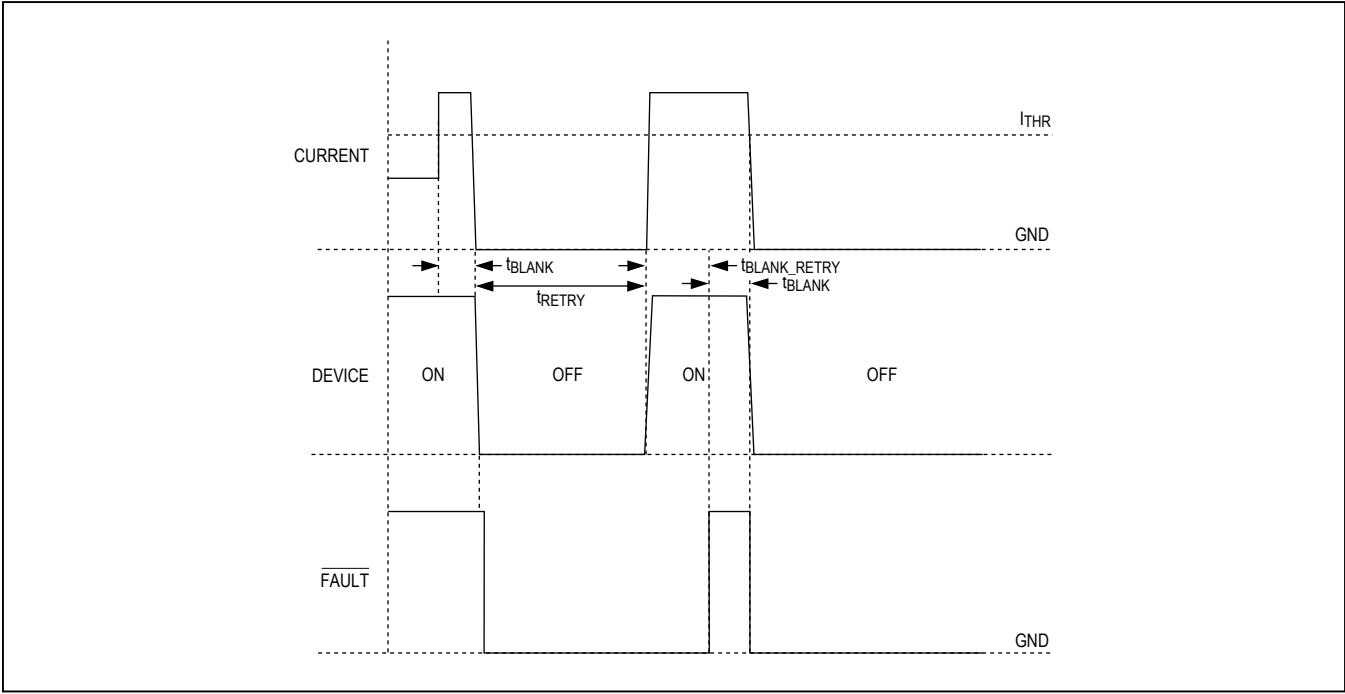 ITHR
CURRENT
GND
tBLANK
tBLANK_RETRY
tRETRY
tBLANK
DEVICE
ON
OFF
ON
OFF
FAULT
GND